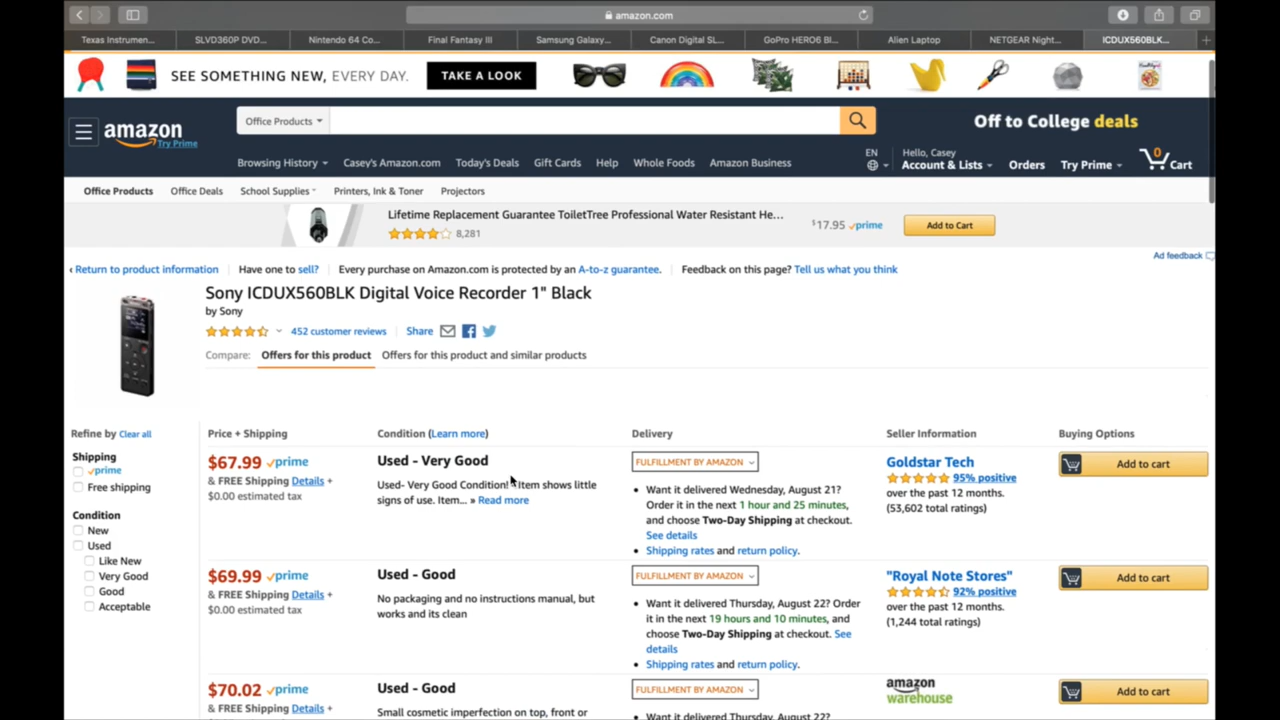 amazon.com
Texas Instrumen... SLVD360P DVD... Nintendo 64 Co... Final Fantasy III Samsung Galaxy... Canon Digital SL... GoPro HERO6 Bl... Alien Laptop NETGEAR Night... ICDUX560BLK...
SEE SOMETHING NEW, EVERY DAY. TAKE A LOOK
amazon
Try Prime
Office Products
Off to College deals
Browsing History Casey's Amazon.com Today's Deals Gift Cards Help Whole Foods Amazon Business
EN
Hello, Casey
Account & Lists Orders Try Prime 0 Cart
Office Products Office Deals School Supplies Printers, Ink & Toner Projectors
Lifetime Replacement Guarantee ToiletTree Professional Water Resistant He...
8,281
$17.95 prime
Add to Cart
Ad feedback
‹ Return to product information Have one to sell? Every purchase on Amazon.com is protected by an A-to-z guarantee. Feedback on this page? Tell us what you think
Sony ICDUX560BLK Digital Voice Recorder 1" Black
by Sony
452 customer reviews Share
Compare: Offers for this product Offers for this product and similar products
Refine by Clear all
Shipping
prime
Free shipping
Condition
New
Used
Like New
Very Good
Good
Acceptable
Price + Shipping Condition (Learn more) Delivery Seller Information Buying Options
$67.99 prime
& FREE Shipping Details +
$0.00 estimated tax
Used - Very Good
Used- Very Good Condition! Item shows little
signs of use. Item... » Read more
FULFILLMENT BY AMAZON
• Want it delivered Wednesday, August 21?
Order it in the next 1 hour and 25 minutes,
and choose Two-Day Shipping at checkout.
See details
• Shipping rates and return policy.
Goldstar Tech
95% positive
over the past 12 months.
(53,602 total ratings)
Add to cart
$69.99 prime
& FREE Shipping Details +
$0.00 estimated tax
Used - Good
No packaging and no instructions manual, but
works and its clean
FULFILLMENT BY AMAZON
• Want it delivered Thursday, August 22? Order
it in the next 19 hours and 10 minutes, and
choose Two-Day Shipping at checkout. See
details
• Shipping rates and return policy.
"Royal Note Stores"
92% positive
over the past 12 months.
(1,244 total ratings)
Add to cart
$70.02 prime
& FREE Shipping Details +
Used - Good
Small cosmetic imperfection on top, front or
FULFILLMENT BY AMAZON
• Want it delivered Thursday, August 22?
amazon
warehouse
Add to cart